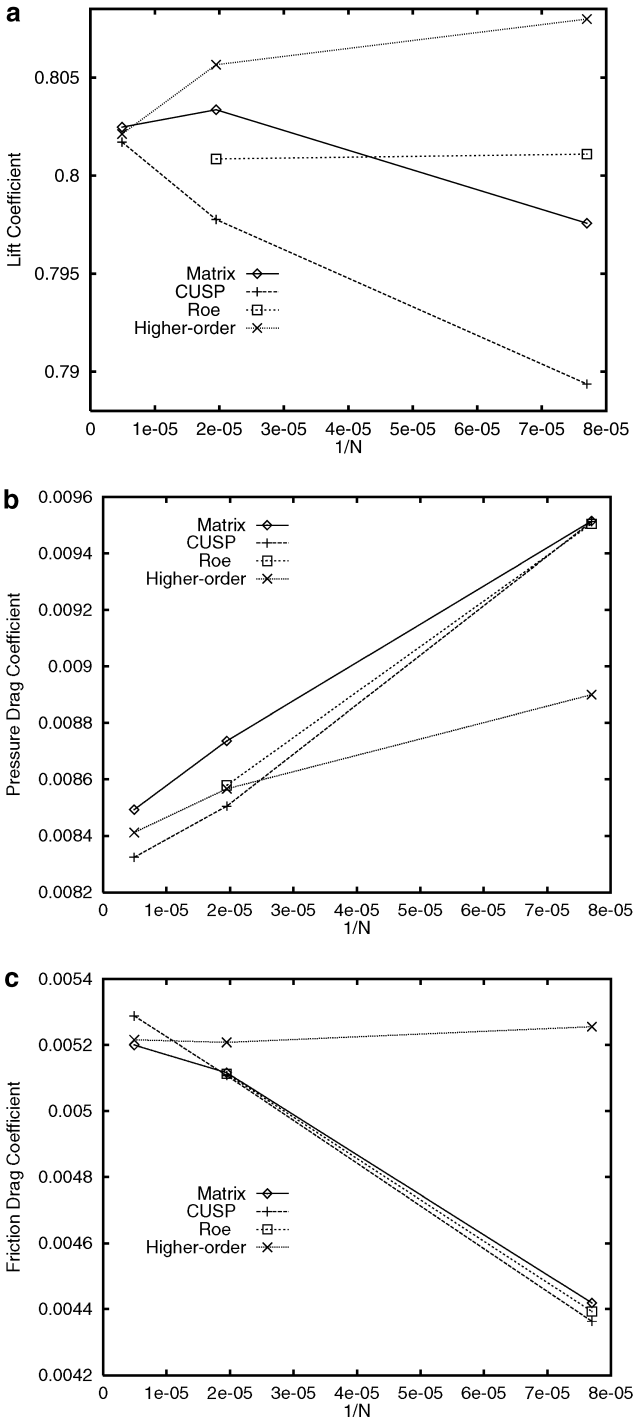 a
0.805
0.8
0.795
0.79
Lift Coefficient
Matrix
CUSP
Roe
Higher-order
0 1e-05 2e-05 3e-05 4e-05 5e-05 6e-05 7e-05 8e-05
1/N
b
0.0096
0.0094
0.0092
0.009
0.0088
0.0086
0.0084
0.0082
Pressure Drag Coefficient
Matrix
CUSP
Roe
Higher-order
0 1e-05 2e-05 3e-05 4e-05 5e-05 6e-05 7e-05 8e-05
1/N
c
0.0054
0.0052
0.005
0.0048
0.0046
0.0044
0.0042
Friction Drag Coefficient
Matrix
CUSP
Roe
Higher-order
0 1e-05 2e-05 3e-05 4e-05 5e-05 6e-05 7e-05 8e-05
1/N